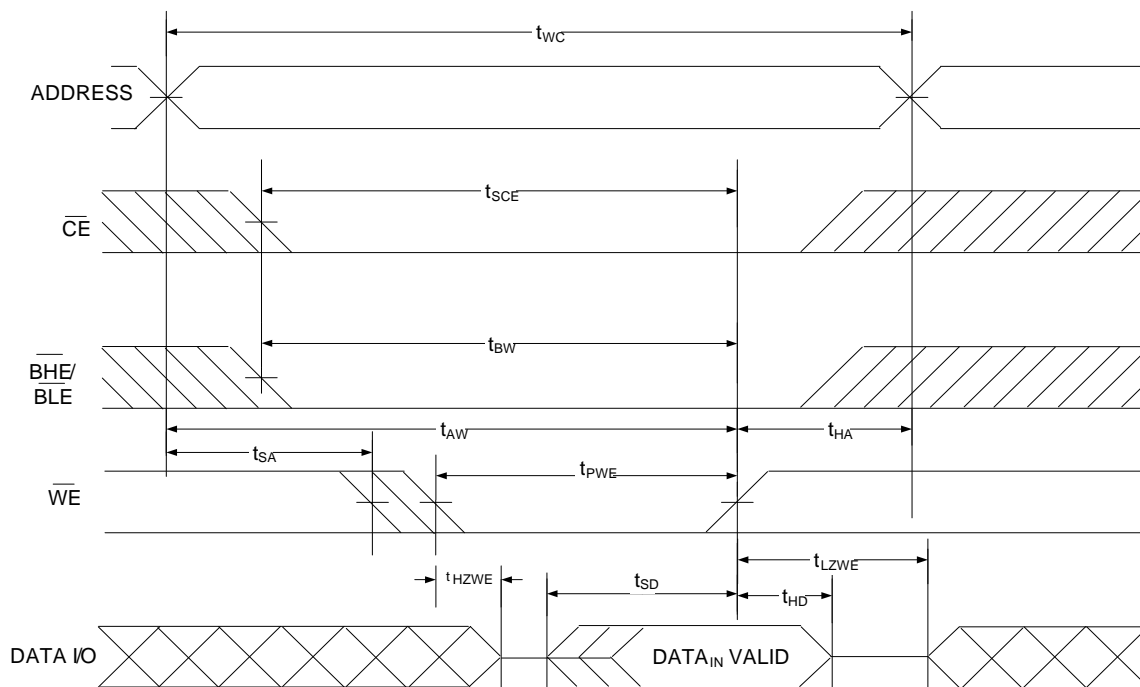 tWC
ADDRESS
tSCE
CE
tBW
BHE/
BLE
tAW
tHA
tSA
tPWE
WE
tHZWE
tSD
tLZWE
tHD
DATA I/O
DATAIN VALID